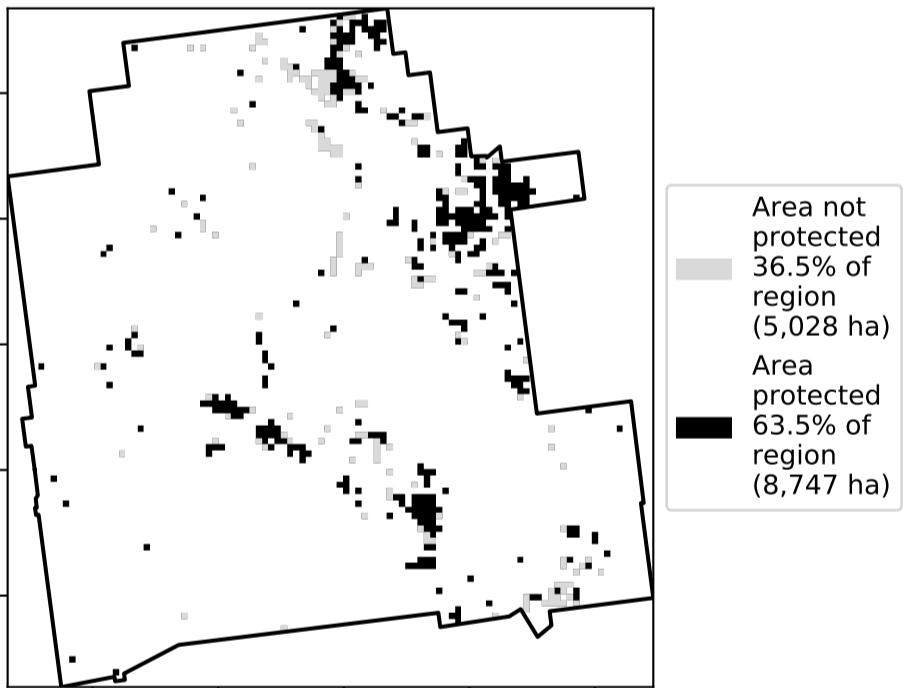 Area not
protected
36.5% of
region
(5,028 ha)
Area
protected
63.5% of
region
(8,747 ha)